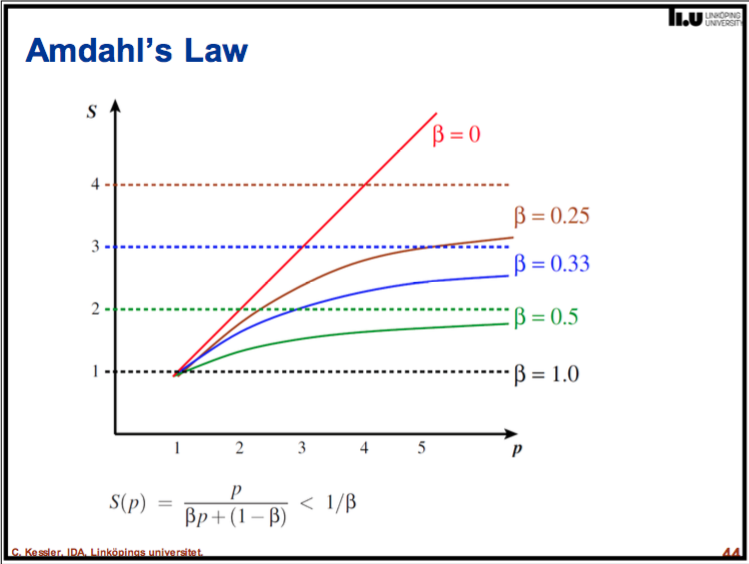 LiU LINKÖPING
UNIVERSITY
Amdahl's Law
S
β = 0
4
β = 0.25
3
β = 0.33
2
β = 0.5
1
β = 1.0
1 2 3 4 5 p
S(p) = p / (βp + (1 − β)) < 1/β
C. Kessler, IDA, Linköpings universitet.
44